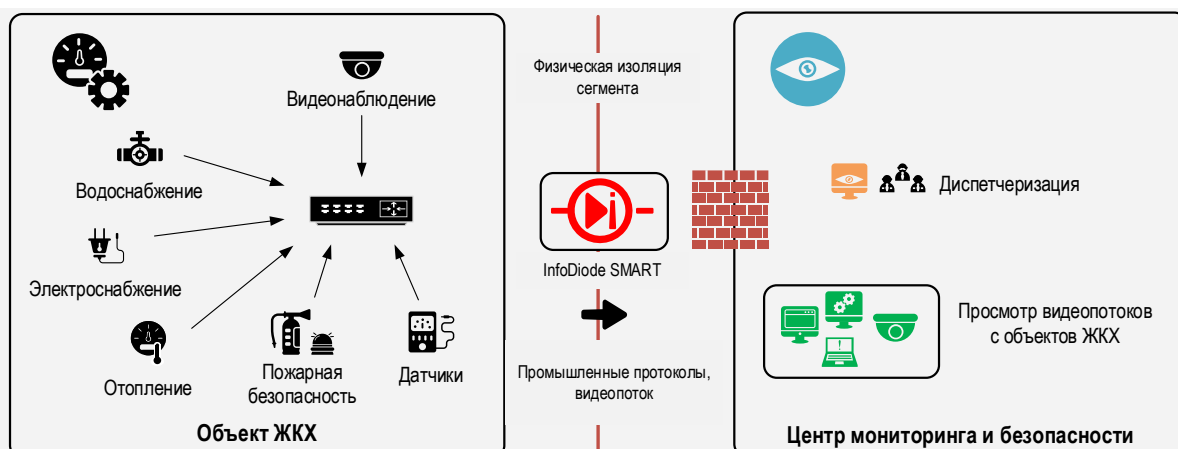 Видеонаблюдение
Водоснабжение
Электроснабжение
Отопление
Пожарная
безопасность
Датчики
Объект ЖКХ
Физическая изоляция
сегмента
InfoDiode SMART
Промышленные протоколы,
видеопоток
Диспетчеризация
Просмотр видеопотоков
с объектов ЖКХ
Центр мониторинга и безопасности